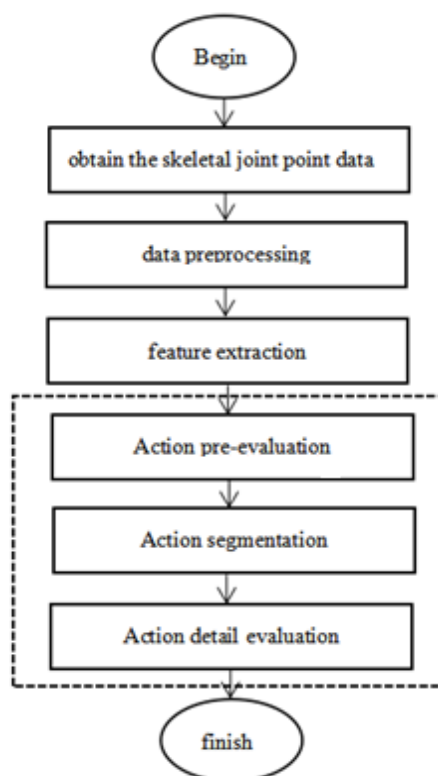 Begin
obtain the skeletal joint point data
data preprocessing
feature extraction
Action pre-evaluation
Action segmentation
Action detail evaluation
finish